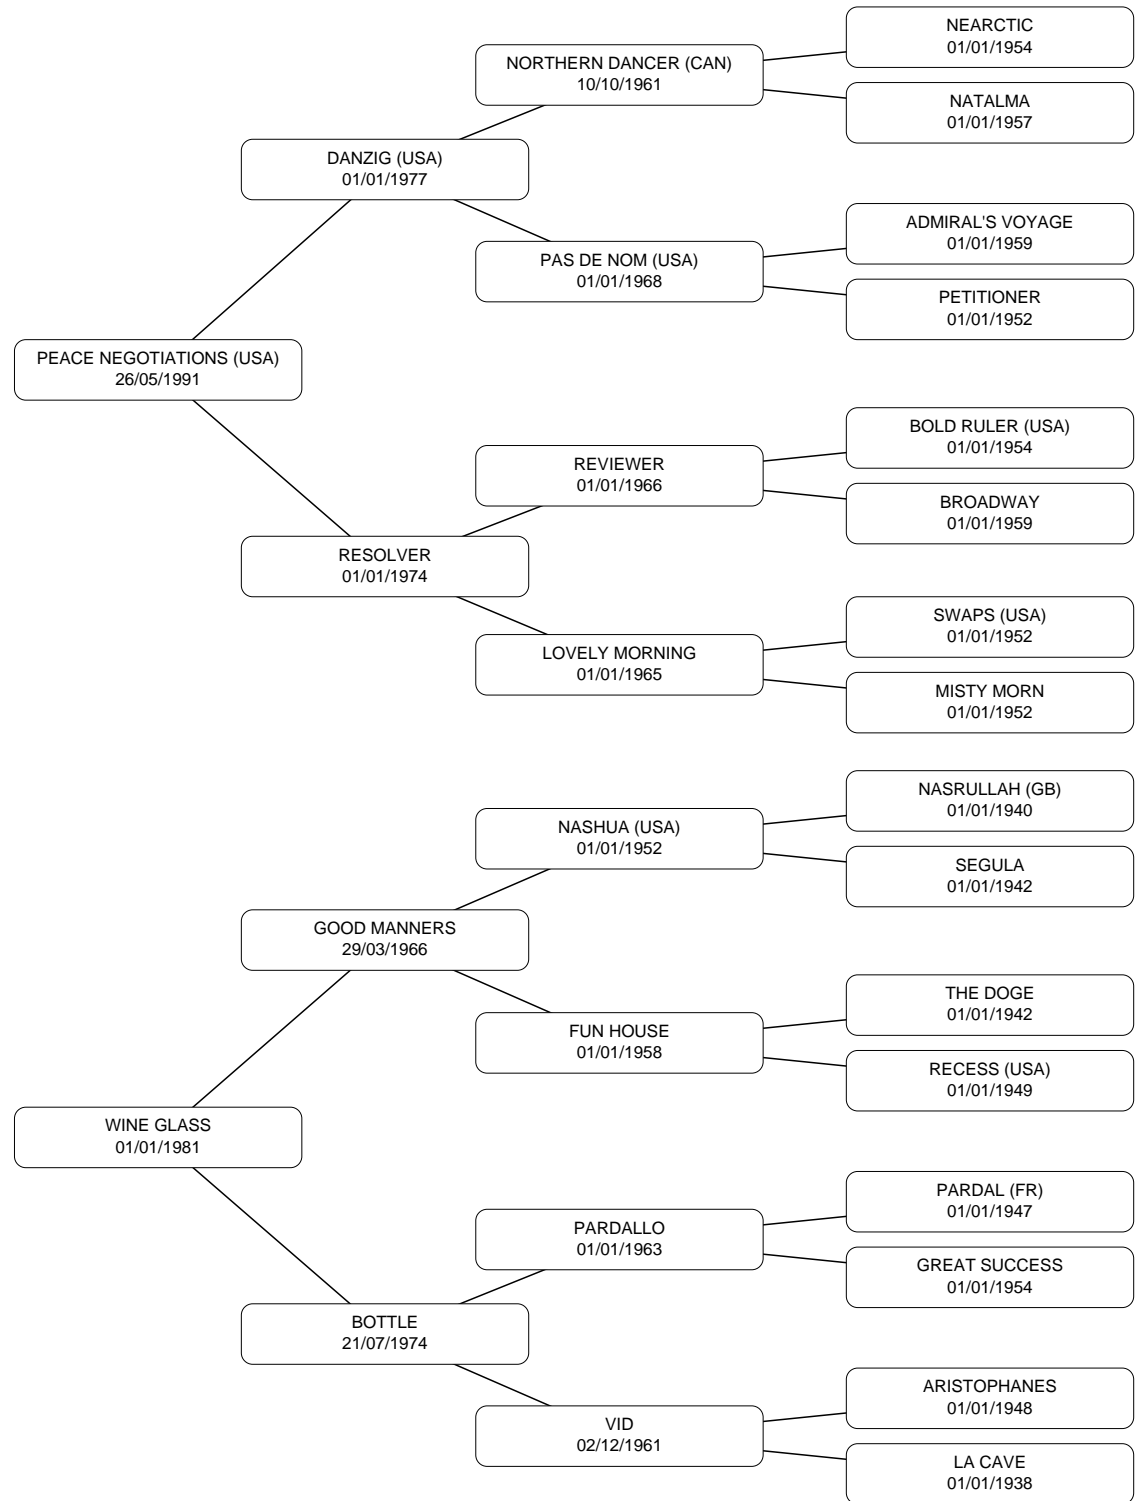 NEARCTIC
01/01/1954
NORTHERN DANCER (CAN)
10/10/1961
NATALMA
01/01/1957
DANZIG (USA)
01/01/1977
ADMIRAL'S VOYAGE
01/01/1959
PAS DE NOM (USA)
01/01/1968
PETITIONER
01/01/1952
PEACE NEGOTIATIONS (USA)
26/05/1991
BOLD RULER (USA)
01/01/1954
REVIEWER
01/01/1966
BROADWAY
01/01/1959
RESOLVER
01/01/1974
SWAPS (USA)
01/01/1952
LOVELY MORNING
01/01/1965
MISTY MORN
01/01/1952
NASRULLAH (GB)
01/01/1940
NASHUA (USA)
01/01/1952
SEGULA
01/01/1942
GOOD MANNERS
29/03/1966
THE DOGE
01/01/1942
FUN HOUSE
01/01/1958
RECESS (USA)
01/01/1949
WINE GLASS
01/01/1981
PARDAL (FR)
01/01/1947
PARDALLO
01/01/1963
GREAT SUCCESS
01/01/1954
BOTTLE
21/07/1974
ARISTOPHANES
01/01/1948
VID
02/12/1961
LA CAVE
01/01/1938